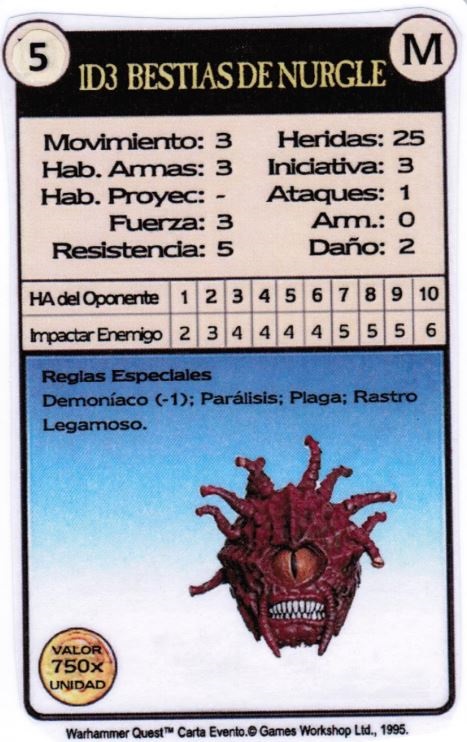 5
1D3 BESTIAS DE NURGLE
M
Movimiento: 3 Heridas: 25
Hab. Armas: 3 Iniciativa: 3
Hab. Proyec: - Ataques: 1
Fuerza: 3 Arm.: 0
Resistencia: 5 Daño: 2
HA del Oponente 1 2 3 4 5 6 7 8 9 10
Impactar Enemigo 2 3 4 4 4 4 5 5 5 6
Reglas Especiales
Demoníaco (-1); Parálisis; Plaga; Rastro
Legamoso.
VALOR
750x
UNIDAD
Warhammer Quest™ Carta Evento.© Games Workshop Ltd., 1995.